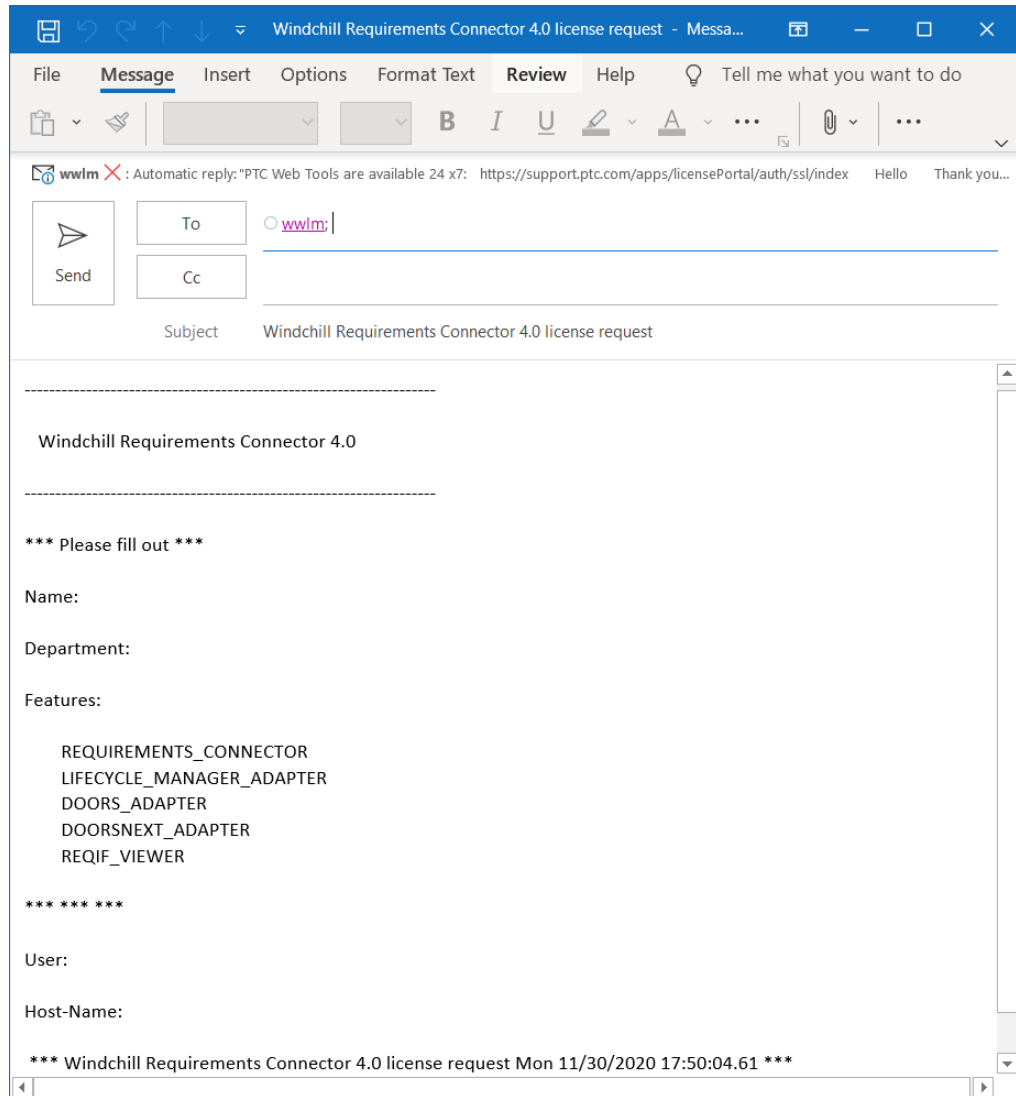 Windchill Requirements Connector 4.0 license request - Messa...
File Message Insert Options Format Text Review Help Tell me what you want to do
B I U A ...  ...
wwlm : Automatic reply: "PTC Web Tools are available 24 x7: https://support.ptc.com/apps/licensePortal/auth/ssl/index Hello Thank you...
Send
To wwlm;
Cc
Subject Windchill Requirements Connector 4.0 license request
--------------------------------------------------------------------
Windchill Requirements Connector 4.0
--------------------------------------------------------------------
*** Please fill out ***
Name:
Department:
Features:
REQUIREMENTS_CONNECTOR
LIFECYCLE_MANAGER_ADAPTER
DOORS_ADAPTER
DOORSNEXT_ADAPTER
REQIF_VIEWER
*** *** ***
User:
Host-Name:
*** Windchill Requirements Connector 4.0 license request Mon 11/30/2020 17:50:04.61 ***